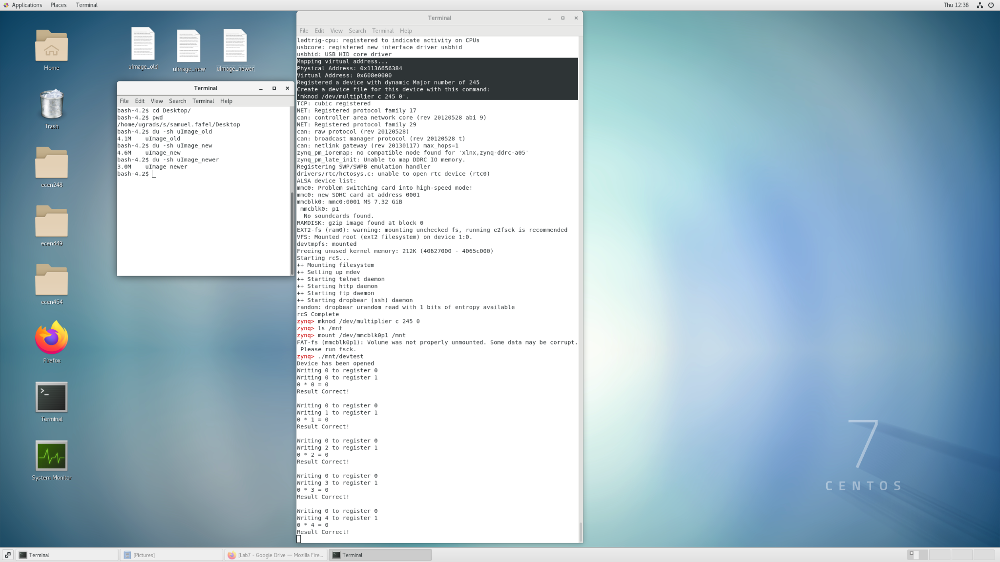 Applications Places Terminal
Thu 12:38
Home
Trash
ecen248
ecen449
ecen454
Firefox
Terminal
System Monitor
uImage_old
uImage_new
uImage_newer
Terminal
File Edit View Search Terminal Help
bash-4.2$ cd Desktop/
bash-4.2$ pwd
/home/ugrads/s/samuel.fafel/Desktop
bash-4.2$ du -sh uImage_old
4.1M uImage_old
bash-4.2$ du -sh uImage_new
4.6M uImage_new
bash-4.2$ du -sh uImage_newer
3.0M uImage_newer
bash-4.2$
Terminal
File Edit View Search Terminal Help
ledtrig-cpu: registered to indicate activity on CPUs
usbcore: registered new interface driver usbhid
usbhid: USB HID core driver
Mapping virtual address...
Physical Address: 0x1136656384
Virtual Address: 0x608e0000
Registered a device with dynamic Major number of 245
Create a device file for this device with this command:
'mknod /dev/multiplier c 245 0'.
TCP: cubic registered
NET: Registered protocol family 17
can: controller area network core (rev 20120528 abi 9)
NET: Registered protocol family 29
can: raw protocol (rev 20120528)
can: broadcast manager protocol (rev 20120528 t)
can: netlink gateway (rev 20130117) max_hops=1
zynq_pm_ioremap: no compatible node found for 'xlnx,zynq-ddrc-a05'
zynq_pm_late_init: Unable to map DDRC IO memory.
Registering SWP/SWPB emulation handler
drivers/rtc/hctosys.c: unable to open rtc device (rtc0)
ALSA device list:
mmc0: Problem switching card into high-speed mode!
mmc0: new SDHC card at address 0001
mmcblk0: mmc0:0001 MS 7.32 GiB
mmcblk0: p1
No soundcards found.
RAMDISK: gzip image found at block 0
EXT2-fs (ram0): warning: mounting unchecked fs, running e2fsck is recommended
VFS: Mounted root (ext2 filesystem) on device 1:0.
devtmpfs: mounted
Freeing unused kernel memory: 212K (40627000 - 4065c000)
Starting rcS...
++ Mounting filesystem
++ Setting up mdev
++ Starting telnet daemon
++ Starting http daemon
++ Starting ftp daemon
++ Starting dropbear (ssh) daemon
random: dropbear urandom read with 1 bits of entropy available
rcS Complete
zynq> mknod /dev/multiplier c 245 0
zynq> ls /mnt
zynq> mount /dev/mmcblk0p1 /mnt
FAT-fs (mmcblk0p1): Volume was not properly unmounted. Some data may be corrupt.
Please run fsck.
zynq> ./mnt/devtest
Device has been opened
Writing 0 to register 0
Writing 0 to register 1
0 * 0 = 0
Result Correct!
Writing 0 to register 0
Writing 1 to register 1
0 * 1 = 0
Result Correct!
Writing 0 to register 0
Writing 2 to register 1
0 * 2 = 0
Result Correct!
Writing 0 to register 0
Writing 3 to register 1
0 * 3 = 0
Result Correct!
Writing 0 to register 0
Writing 4 to register 1
0 * 4 = 0
Result Correct!
7
CENTOS
Terminal
[Pictures]
[Lab7 - Google Drive — Mozilla Fire...
Terminal